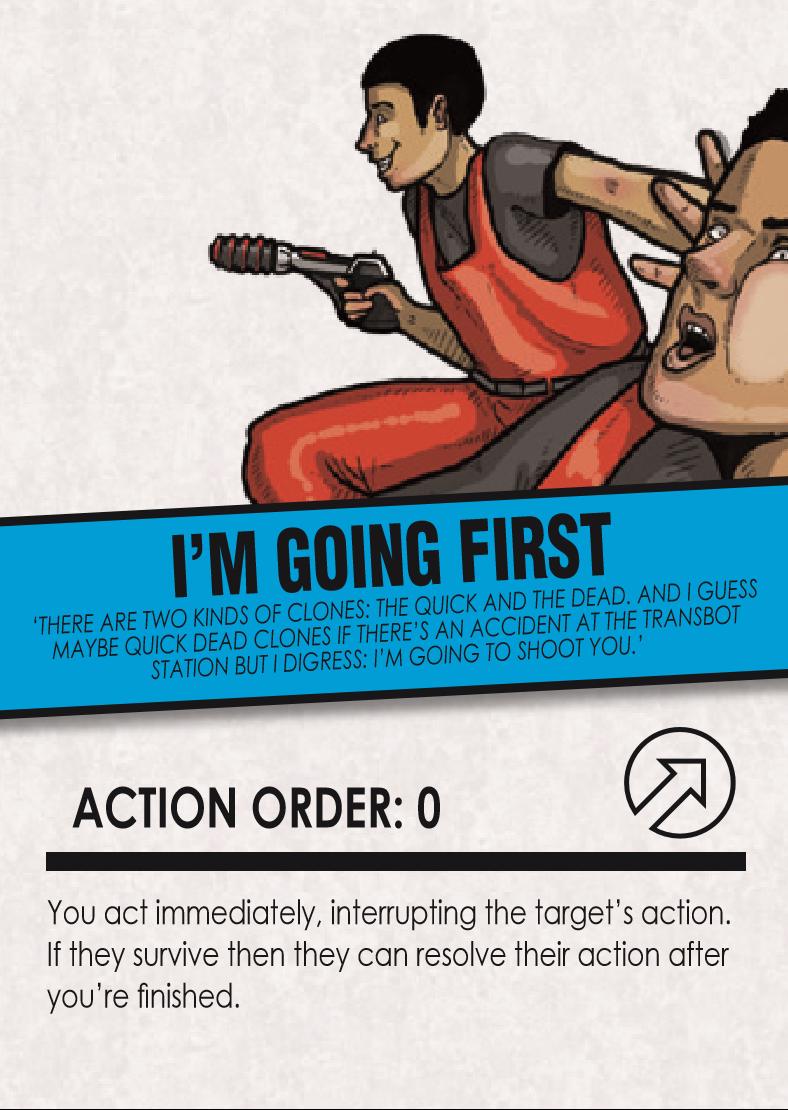 I’M GOING FIRST
‘THERE ARE TWO KINDS OF CLONES: THE QUICK AND THE DEAD. AND I GUESS
MAYBE QUICK DEAD CLONES IF THERE’S AN ACCIDENT AT THE TRANSBOT
STATION BUT I DIGRESS: I’M GOING TO SHOOT YOU.’
ACTION ORDER: 0
You act immediately, interrupting the target’s action.
If they survive then they can resolve their action after
you’re finished.